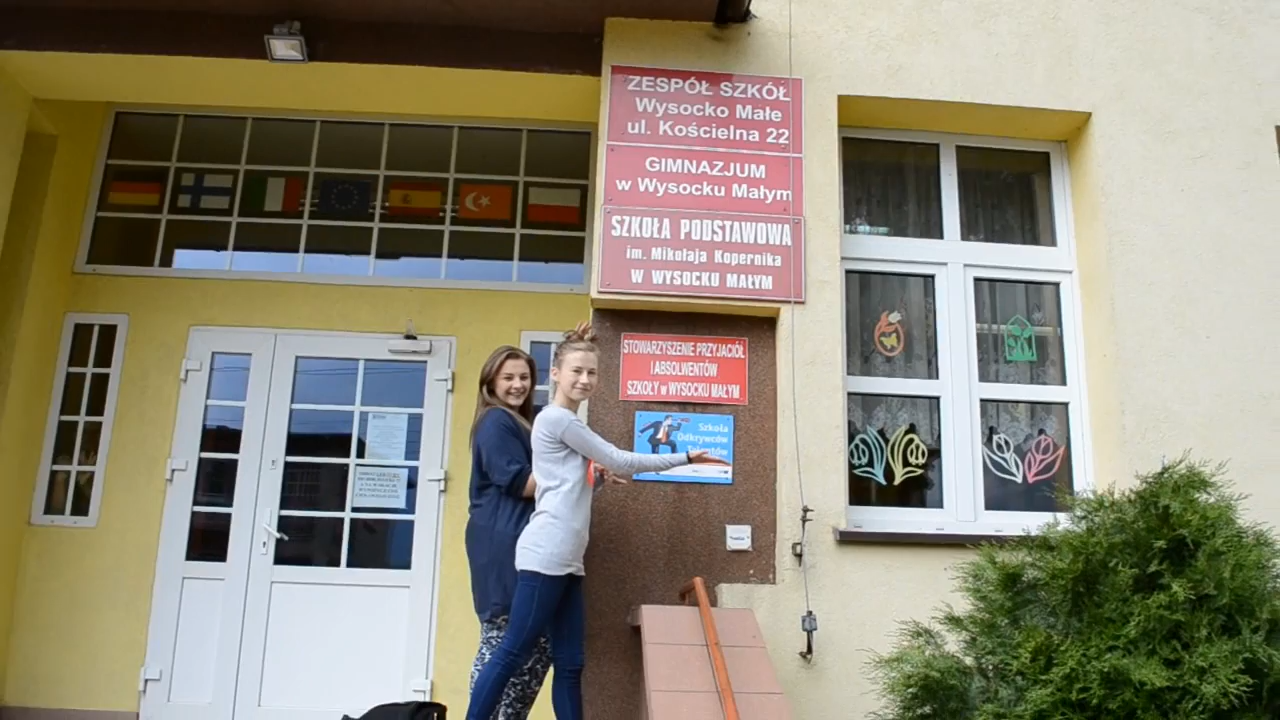 ZESPÓŁ SZKÓŁ
Wysocko Małe
ul. Kościelna 22
GIMNAZJUM
w Wysocku Małym
SZKOŁA PODSTAWOWA
im. Mikołaja Kopernika
W WYSOCKU MAŁYM
STOWARZYSZENIE PRZYJACIÓŁ
I ABSOLWENTÓW
SZKOŁY w WYSOCKU MAŁYM
Szkoła
Odkrywców
Talentów